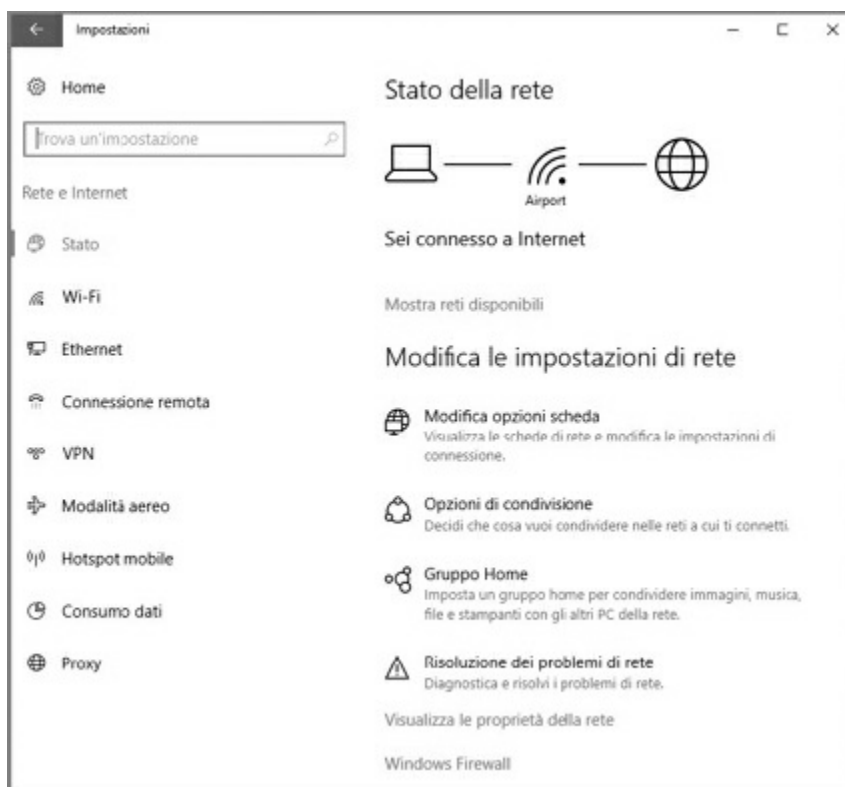 Impostazioni
Home
Trova un'impostazione
Rete e Internet
Stato
Wi-Fi
Ethernet
Connessione remota
VPN
Modalità aereo
Hotspot mobile
Consumo dati
Proxy
Stato della rete
Airport
Sei connesso a Internet
Mostra reti disponibili
Modifica le impostazioni di rete
Modifica opzioni scheda
Visualizza le schede di rete e modifica le impostazioni di
connessione.
Opzioni di condivisione
Decidi che cosa vuoi condividere nelle reti a cui ti connetti.
Gruppo Home
Imposta un gruppo home per condividere immagini, musica,
file e stampanti con gli altri PC della rete.
Risoluzione dei problemi di rete
Diagnostica e risolvi i problemi di rete.
Visualizza le proprietà della rete
Windows Firewall